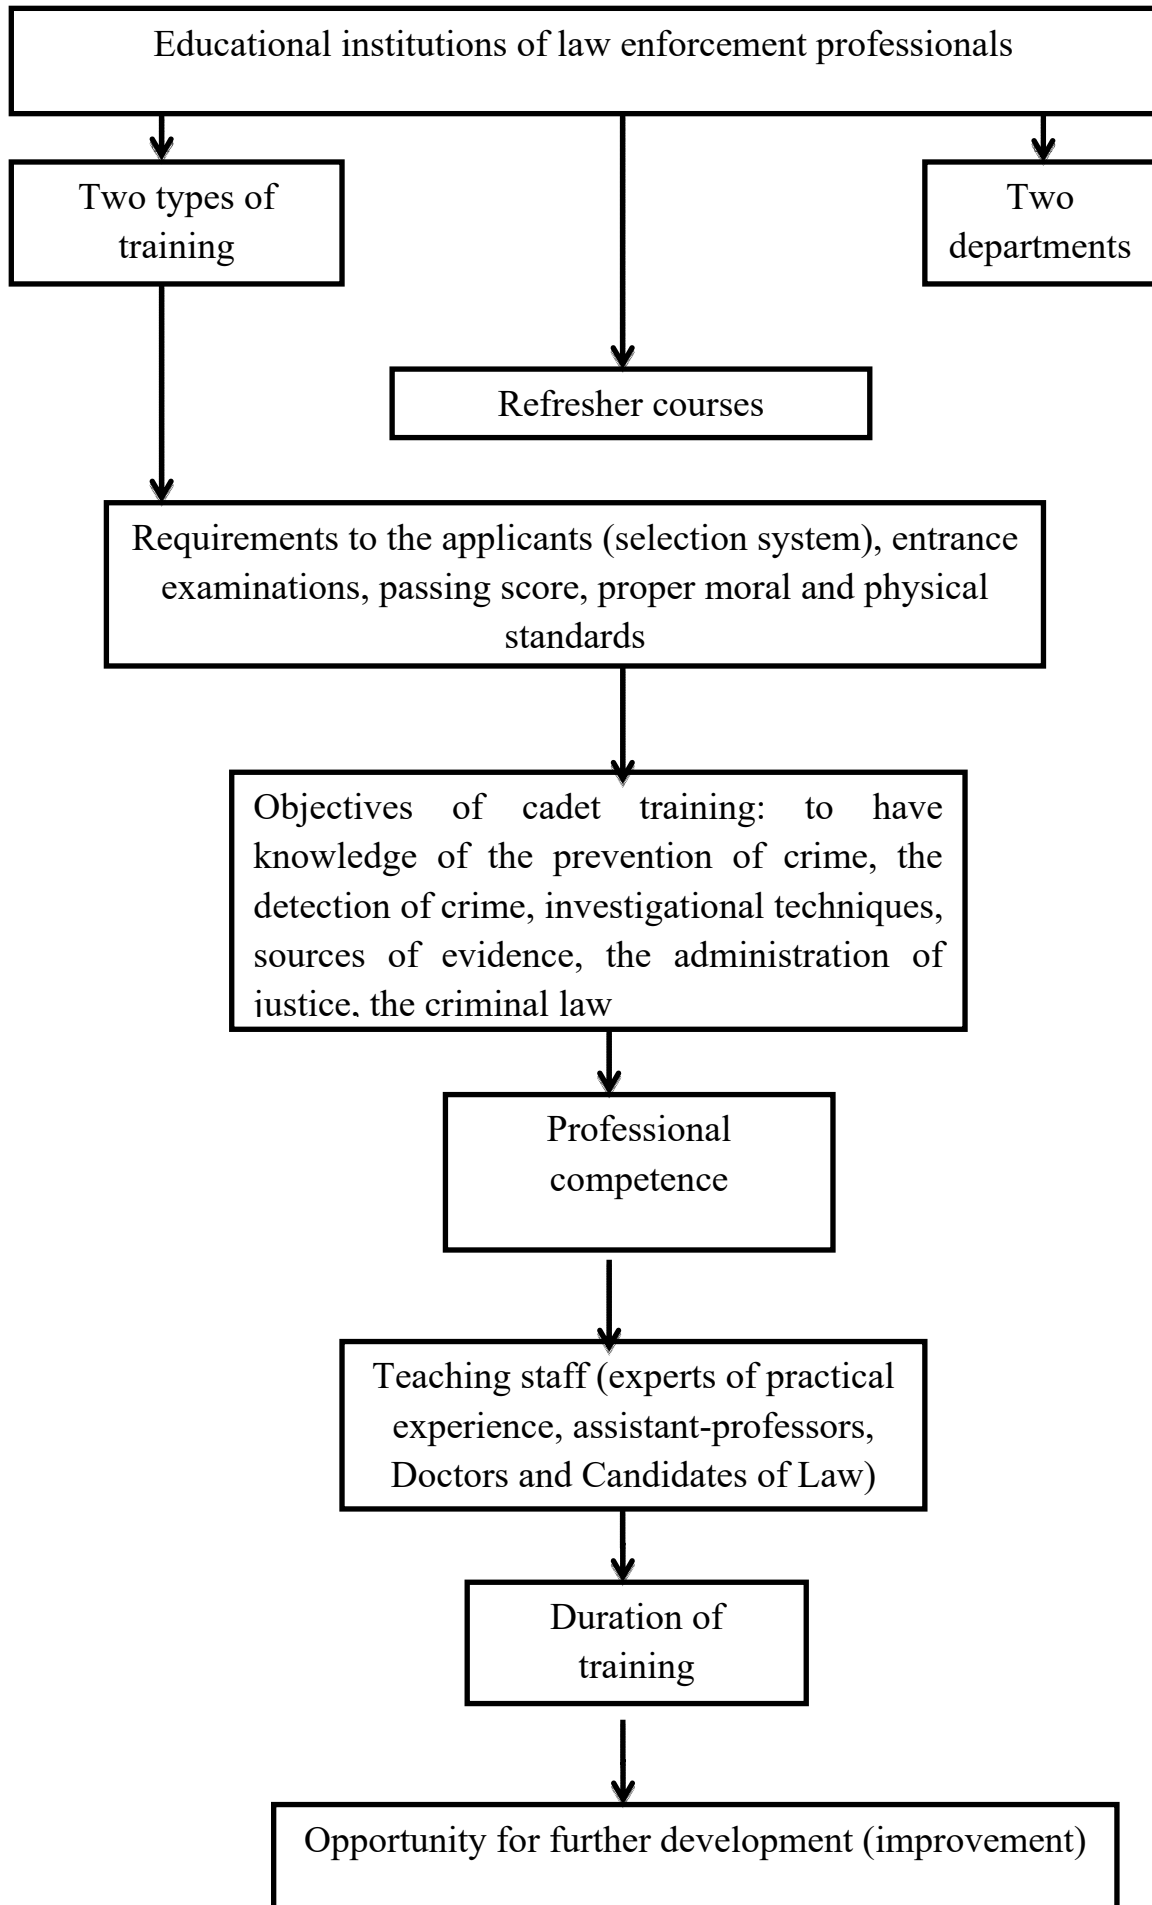 Educational institutions of law enforcement professionals
Two types of
training
Two
departments
Refresher courses
Requirements to the applicants (selection system), entrance
examinations, passing score, proper moral and physical
standards
Objectives of cadet training: to have
knowledge of the prevention of crime, the
detection of crime, investigational techniques,
sources of evidence, the administration of
justice, the criminal law
Professional
competence
Teaching staff (experts of practical
experience, assistant-professors,
Doctors and Candidates of Law)
Duration of
training
Opportunity for further development (improvement)